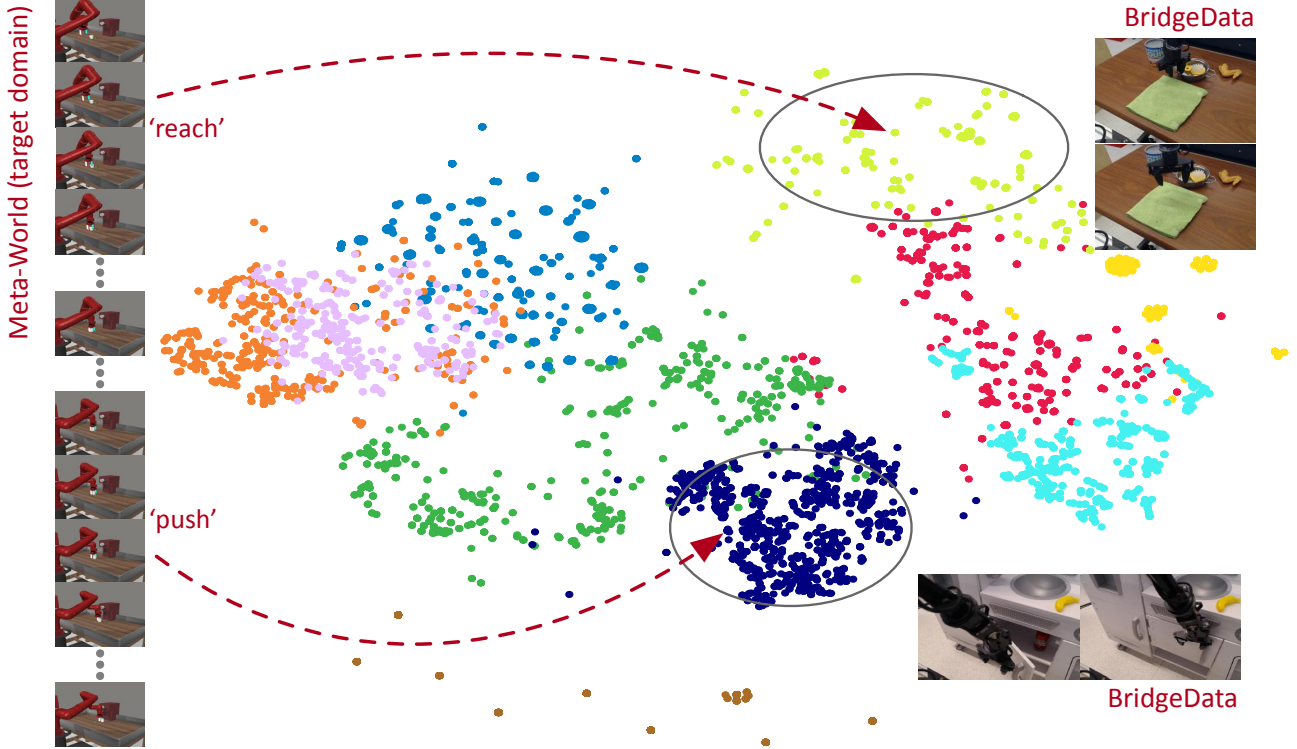 Meta-World (target domain)
BridgeData
'reach'
'push'
BridgeData